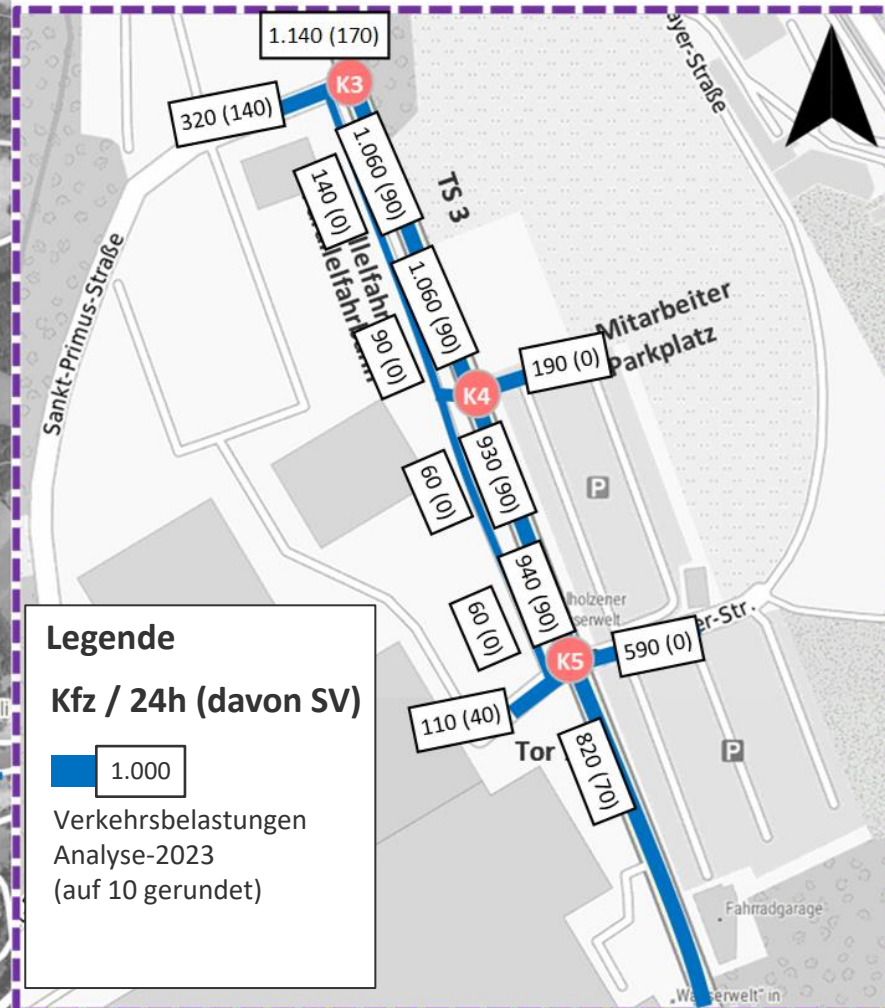 1.140 (170)
K3
320 (140)
1.060 (90)
140 (0)
TS 3
1.060 (90)
90 (0)
Mitarbeiter
Parkplatz
190 (0)
K4
Sankt-Primus-Straße
930 (90)
60 (0)
P
940 (90)
60 (0)
K5
590 (0)
110 (40)
Tor
820 (70)
P
Fahrradgarage
in
Legende
Kfz / 24h (davon SV)
1.000
Verkehrsbelastungen
Analyse-2023
(auf 10 gerundet)